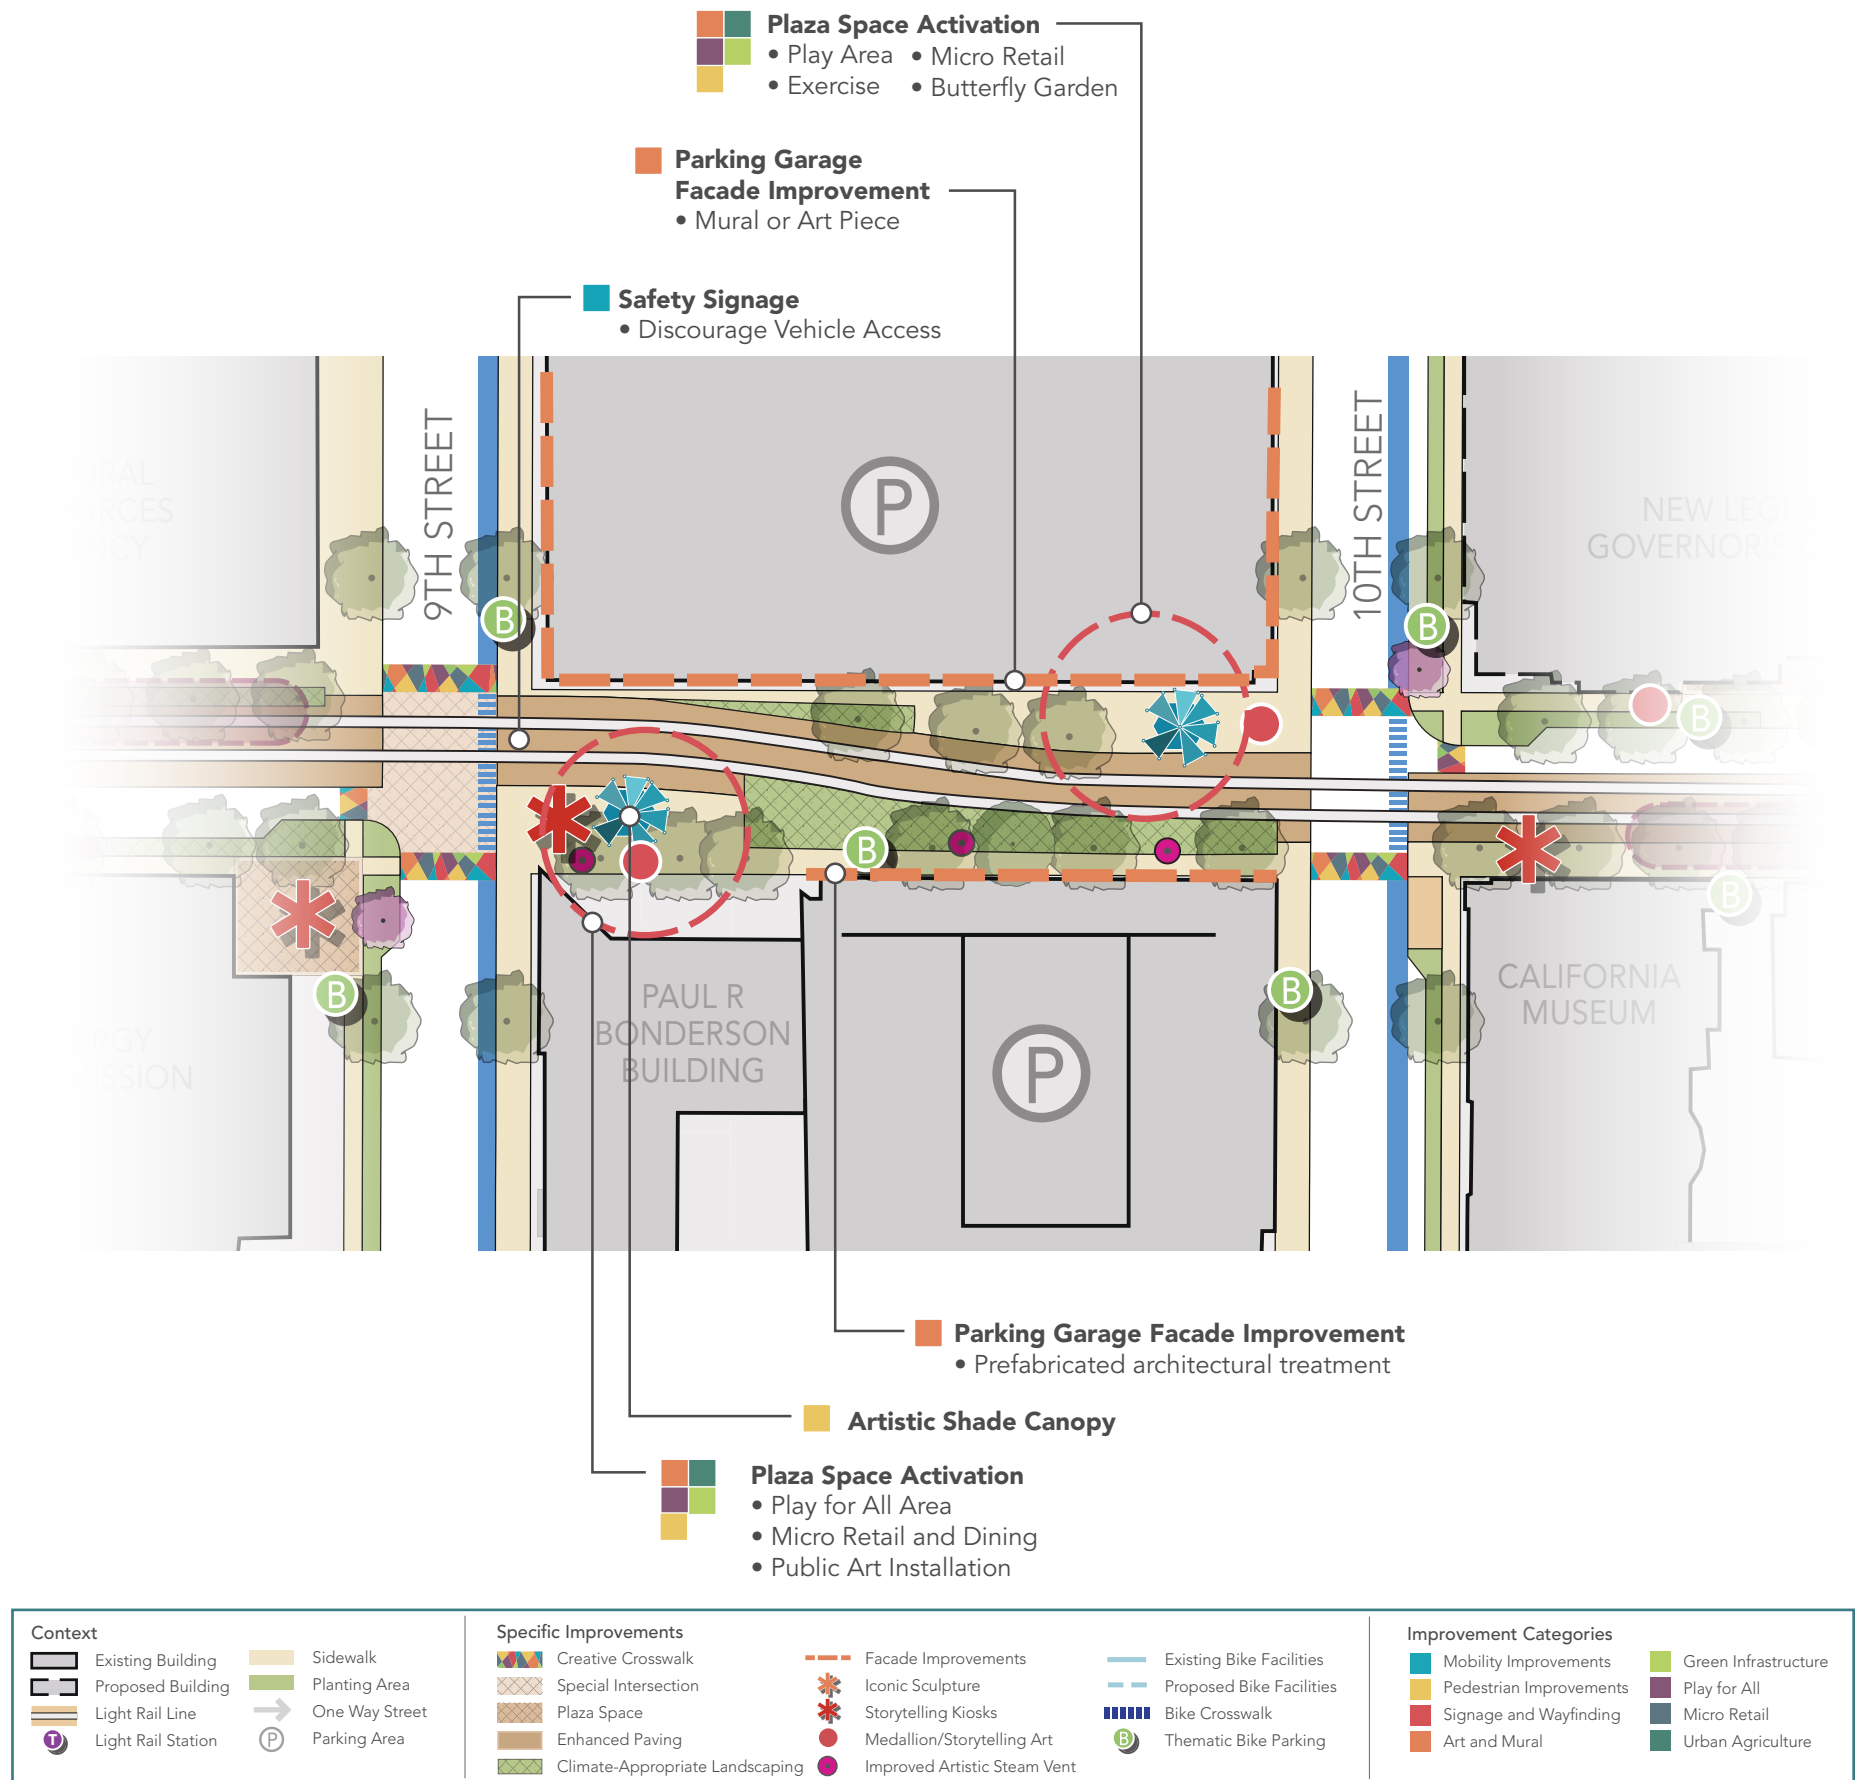 Plaza Space Activation
• Play Area • Micro Retail
• Exercise • Butterfly Garden
Parking Garage
Facade Improvement
• Mural or Art Piece
Safety Signage
• Discourage Vehicle Access
9TH STREET
10TH STREET
P
RAL
RCES
CY
NEW LEG
GOVERNOR'S
B
B
B
B
B
B
B
PAUL R
BONDERSON
BUILDING
P
CALIFORNIA
MUSEUM
RGY
SSION
Parking Garage Facade Improvement
• Prefabricated architectural treatment
Artistic Shade Canopy
Plaza Space Activation
• Play for All Area
• Micro Retail and Dining
• Public Art Installation
Context
Existing Building
Proposed Building
Light Rail Line
T Light Rail Station
Sidewalk
Planting Area
One Way Street
P Parking Area
Specific Improvements
Creative Crosswalk
Special Intersection
Plaza Space
Enhanced Paving
Climate-Appropriate Landscaping
Facade Improvements
Iconic Sculpture
Storytelling Kiosks
Medallion/Storytelling Art
Improved Artistic Steam Vent
Existing Bike Facilities
Proposed Bike Facilities
Bike Crosswalk
B Thematic Bike Parking
Improvement Categories
Mobility Improvements
Pedestrian Improvements
Signage and Wayfinding
Art and Mural
Green Infrastructure
Play for All
Micro Retail
Urban Agriculture